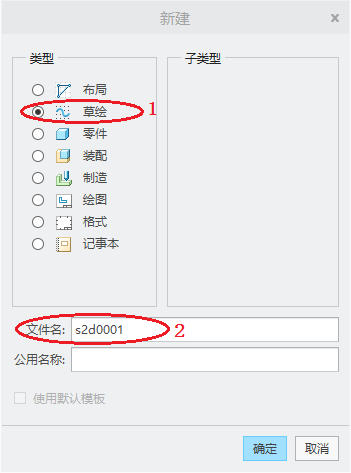 新建
类型
子类型
布局
草绘 1
零件
装配
制造
绘图
格式
记事本
文件名: s2d0001 2
公用名称:
使用默认模板
确定 取消